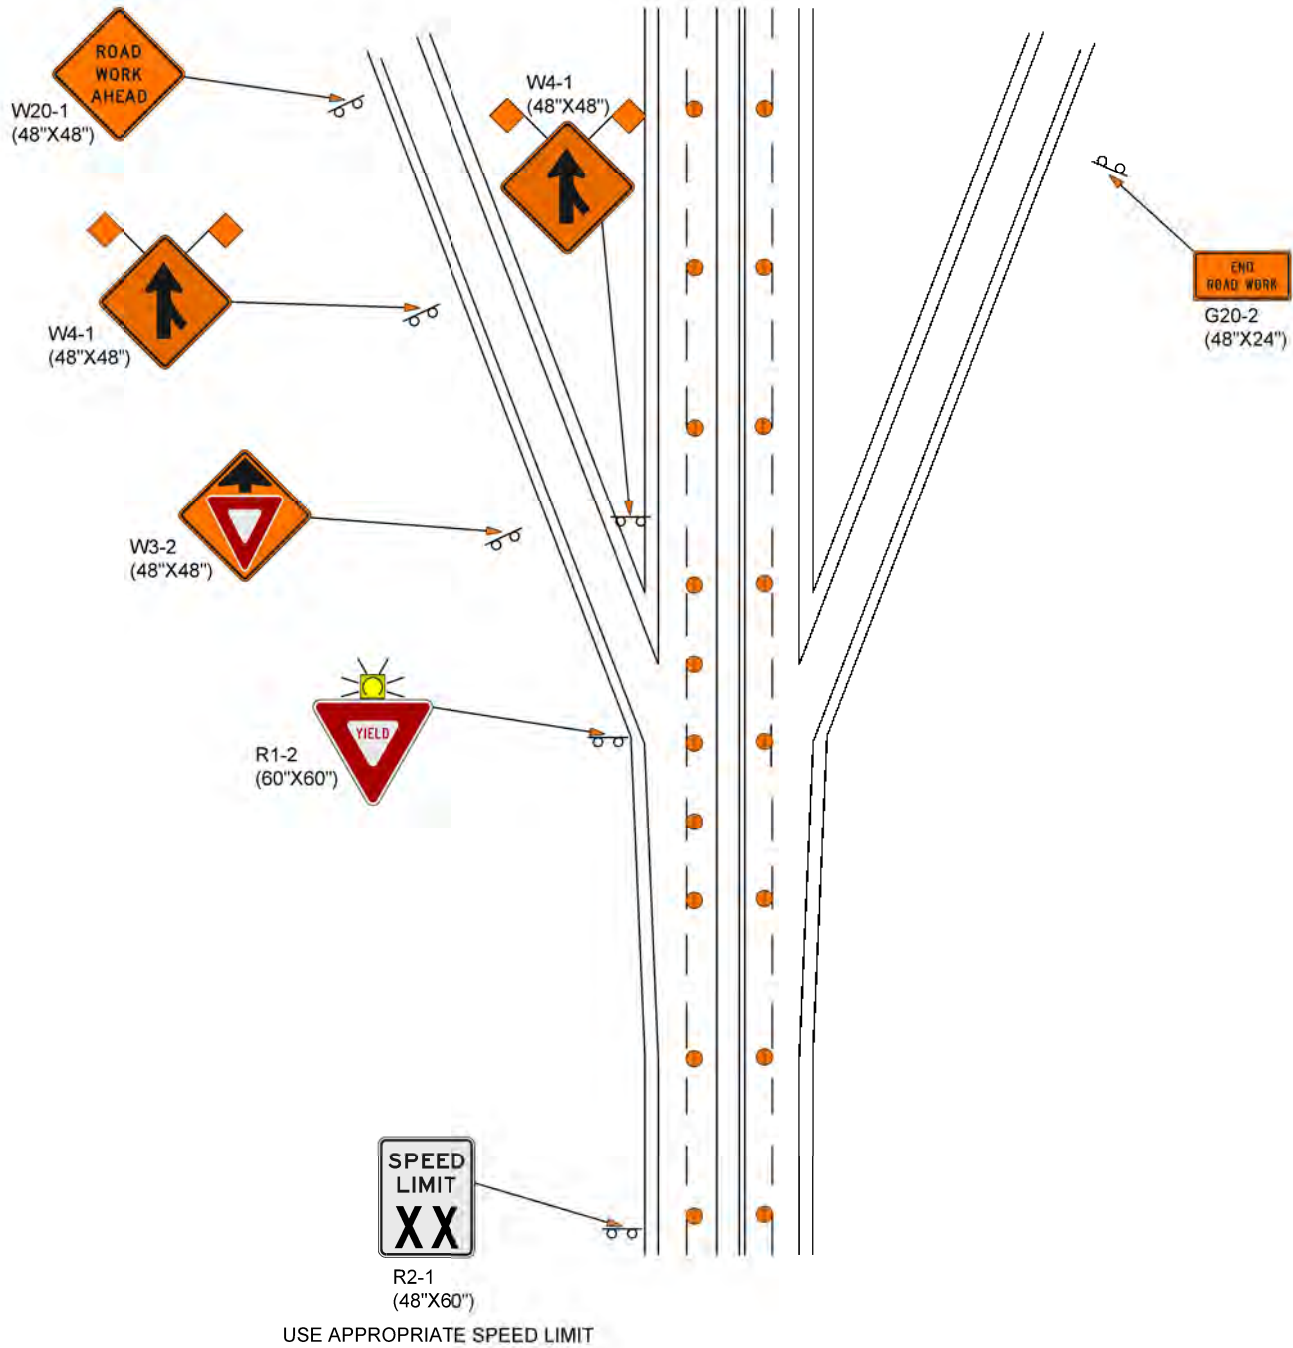 ROAD
WORK
AHEAD
W20-1
(48"X48")
W4-1
(48"X48")
W4-1
(48"X48")
END
ROAD WORK
G20-2
(48"X24")
W3-2
(48"X48")
YIELD
R1-2
(60"X60")
SPEED
LIMIT
XX
R2-1
(48"X60")
USE APPROPRIATE SPEED LIMIT